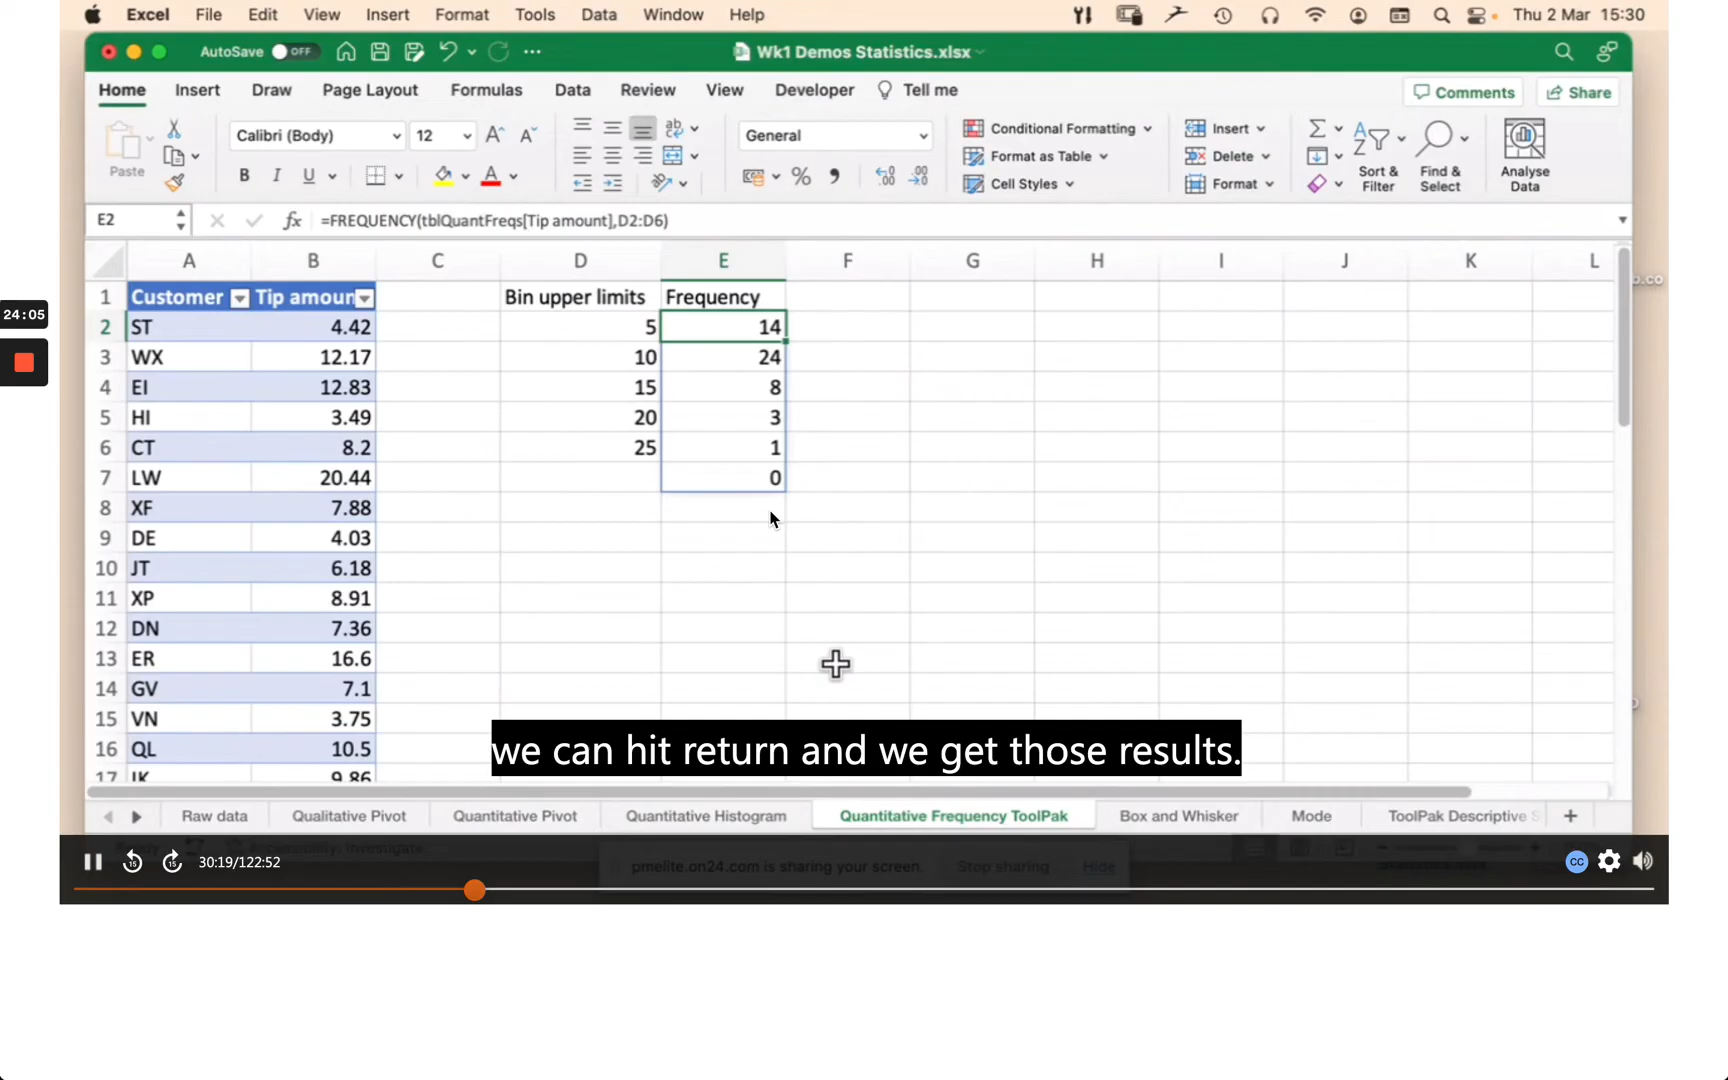 Excel File Edit View Insert Format Tools Data Window Help Thu 2 Mar 15:30
AutoSave OFF Wk1 Demos Statistics.xlsx
Home Insert Draw Page Layout Formulas Data Review View Developer Tell me Comments Share
Paste Calibri (Body) 12 General Conditional Formatting Insert
Format as Table Delete
Cell Styles Format
Sort & Filter Find & Select Analyse Data
E2 fx =FREQUENCY(tblQuantFreqs[Tip amount],D2:D6)
A B C D E F G H I J K L
1 Customer Tip amoun Bin upper limits Frequency
2 ST 4.42 5 14
3 WX 12.17 10 24
4 EI 12.83 15 8
5 HI 3.49 20 3
6 CT 8.2 25 1
7 LW 20.44 0
8 XF 7.88
9 DE 4.03
10 JT 6.18
11 XP 8.91
12 DN 7.36
13 ER 16.6
14 GV 7.1
15 VN 3.75
16 QL 10.5
17 IK 9.86
24:05
we can hit return and we get those results.
Raw data Qualitative Pivot Quantitative Pivot Quantitative Histogram Quantitative Frequency ToolPak Box and Whisker Mode ToolPak Descriptive S
15 15 30:19/122:52 pmelite.on24.com is sharing your screen. Stop sharing Hide CC